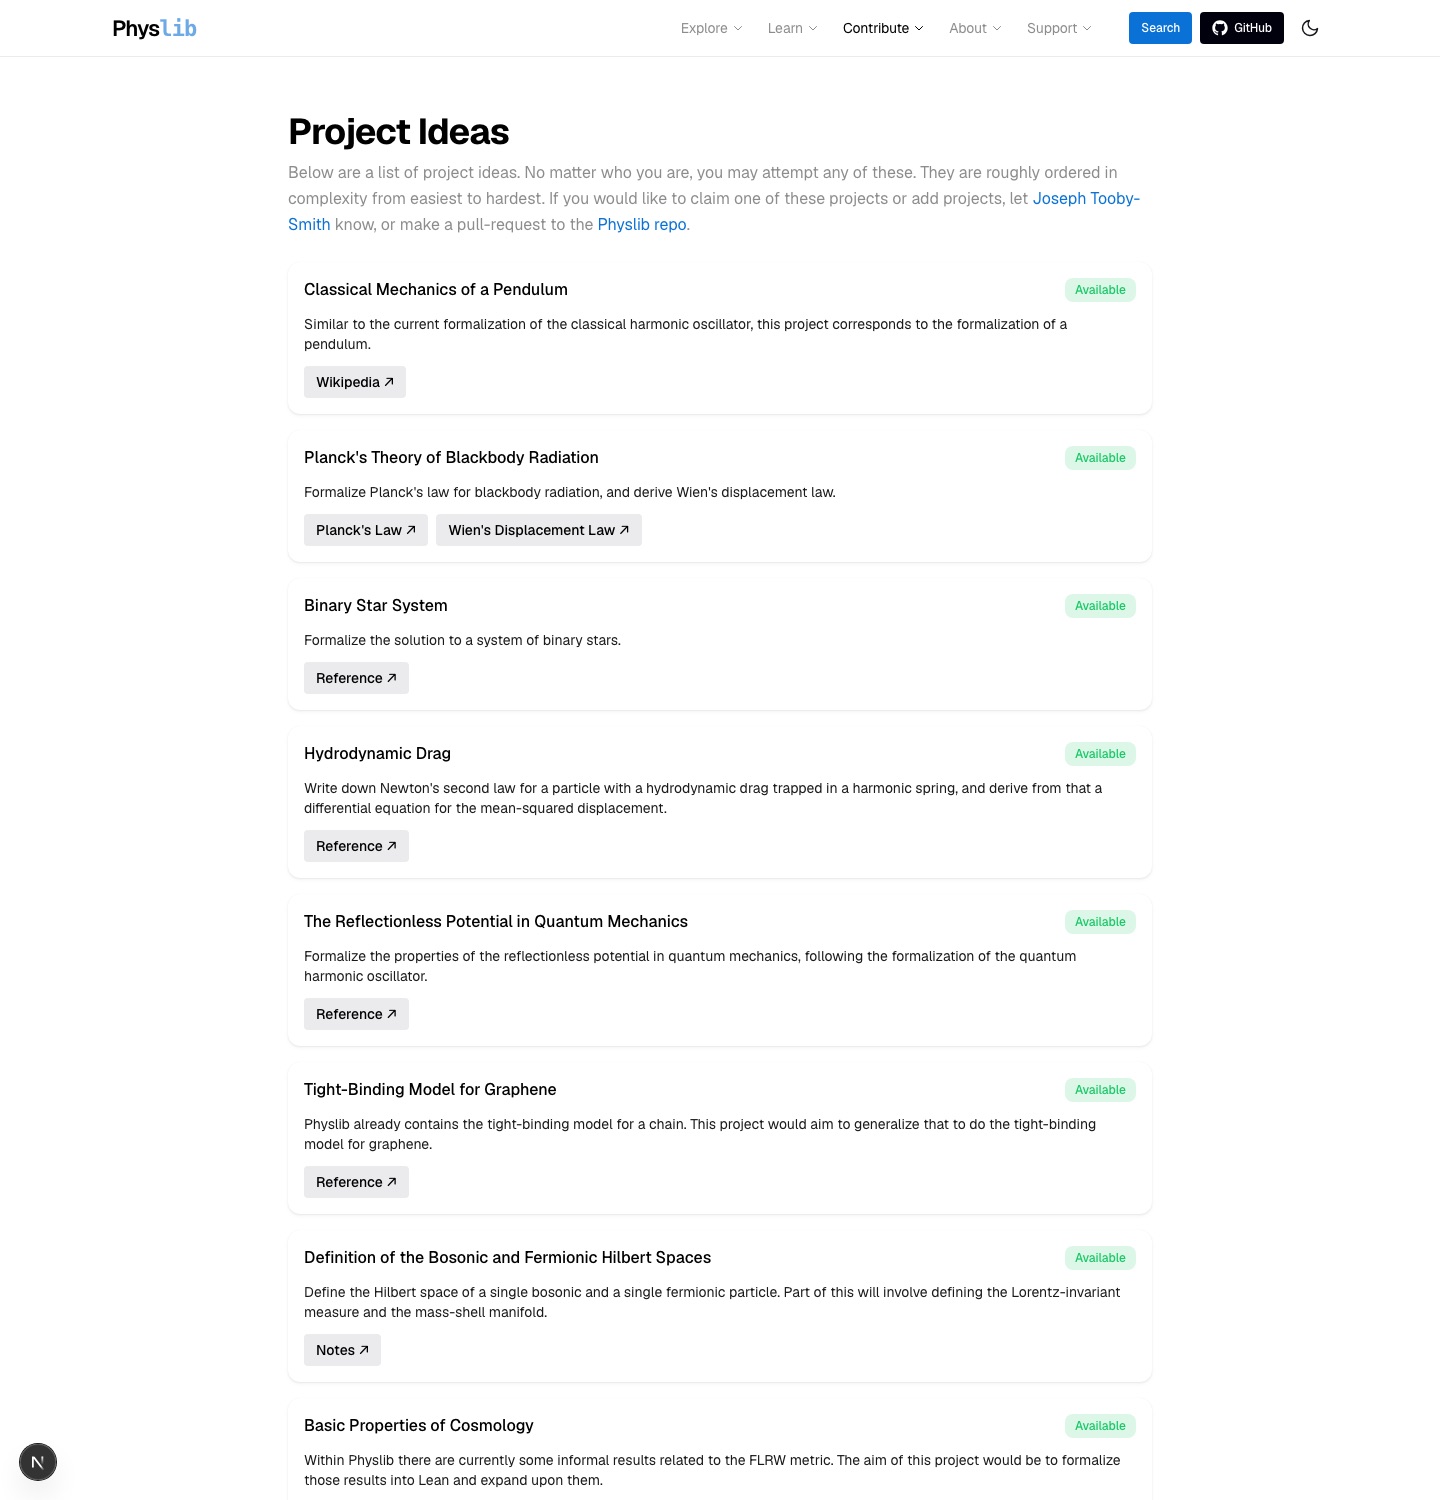 Physlib
Explore
Learn
Contribute
About
Support
Search
GitHub
Project Ideas
Below are a list of project ideas. No matter who you are, you may attempt any of these. They are roughly ordered in
complexity from easiest to hardest. If you would like to claim one of these projects or add projects, let Joseph Tooby-
Smith know, or make a pull-request to the Physlib repo.
Classical Mechanics of a Pendulum
Available
Similar to the current formalization of the classical harmonic oscillator, this project corresponds to the formalization of a
pendulum.
Wikipedia ↗
Planck's Theory of Blackbody Radiation
Available
Formalize Planck's law for blackbody radiation, and derive Wien's displacement law.
Planck's Law ↗
Wien's Displacement Law ↗
Binary Star System
Available
Formalize the solution to a system of binary stars.
Reference ↗
Hydrodynamic Drag
Available
Write down Newton's second law for a particle with a hydrodynamic drag trapped in a harmonic spring, and derive from that a
differential equation for the mean-squared displacement.
Reference ↗
The Reflectionless Potential in Quantum Mechanics
Available
Formalize the properties of the reflectionless potential in quantum mechanics, following the formalization of the quantum
harmonic oscillator.
Reference ↗
Tight-Binding Model for Graphene
Available
Physlib already contains the tight-binding model for a chain. This project would aim to generalize that to do the tight-binding
model for graphene.
Reference ↗
Definition of the Bosonic and Fermionic Hilbert Spaces
Available
Define the Hilbert space of a single bosonic and a single fermionic particle. Part of this will involve defining the Lorentz-invariant
measure and the mass-shell manifold.
Notes ↗
Basic Properties of Cosmology
Available
Within Physlib there are currently some informal results related to the FLRW metric. The aim of this project would be to formalize
those results into Lean and expand upon them.
N